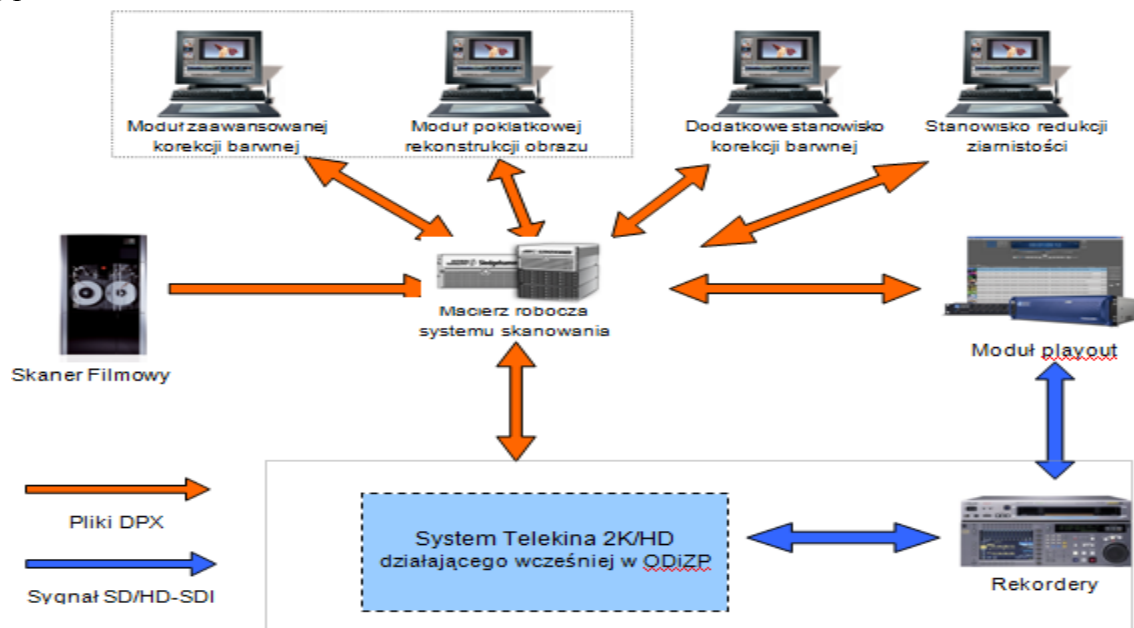 Moduł zaawansowanej
korekcji barwnej
Moduł poklatkowej
rekonstrukcji obrazu
Dodatkowe stanowisko
korekcji barwnej
Stanowisko redukcji
ziarnistości
Macierz robocza
systemu skanowania
Moduł playout
Skaner Filmowy
Pliki DPX
System Telekina 2K/HD
działającego wcześniej w ODiZP
Rekordery
Sygnał SD/HD-SDI